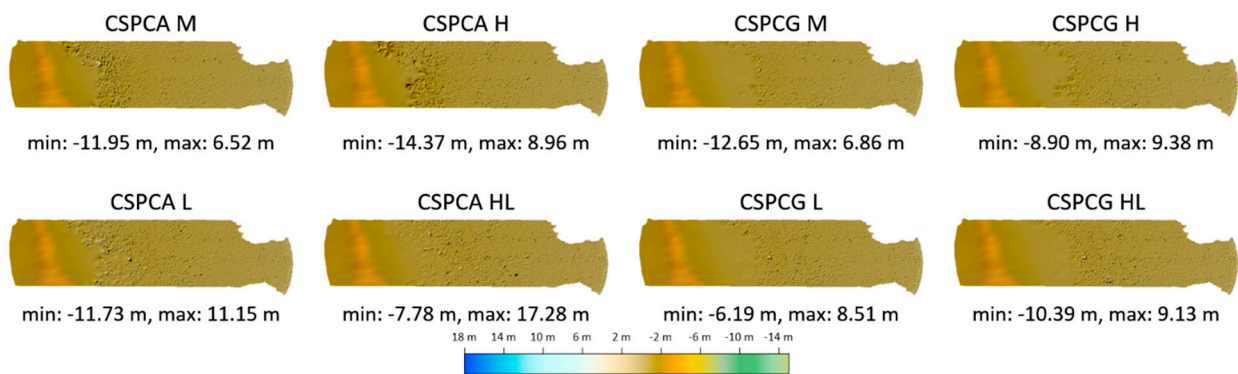 CSPCA M CSPCA H CSPCG M CSPCG H
min: -11.95 m, max: 6.52 m min: -14.37 m, max: 8.96 m min: -12.65 m, max: 6.86 m min: -8.90 m, max: 9.38 m
CSPCA L CSPCA HL CSPCG L CSPCG HL
min: -11.73 m, max: 11.15 m min: -7.78 m, max: 17.28 m min: -6.19 m, max: 8.51 m min: -10.39 m, max: 9.13 m
18 m 14 m 10 m 6 m 2 m -2 m -6 m -10 m -14 m